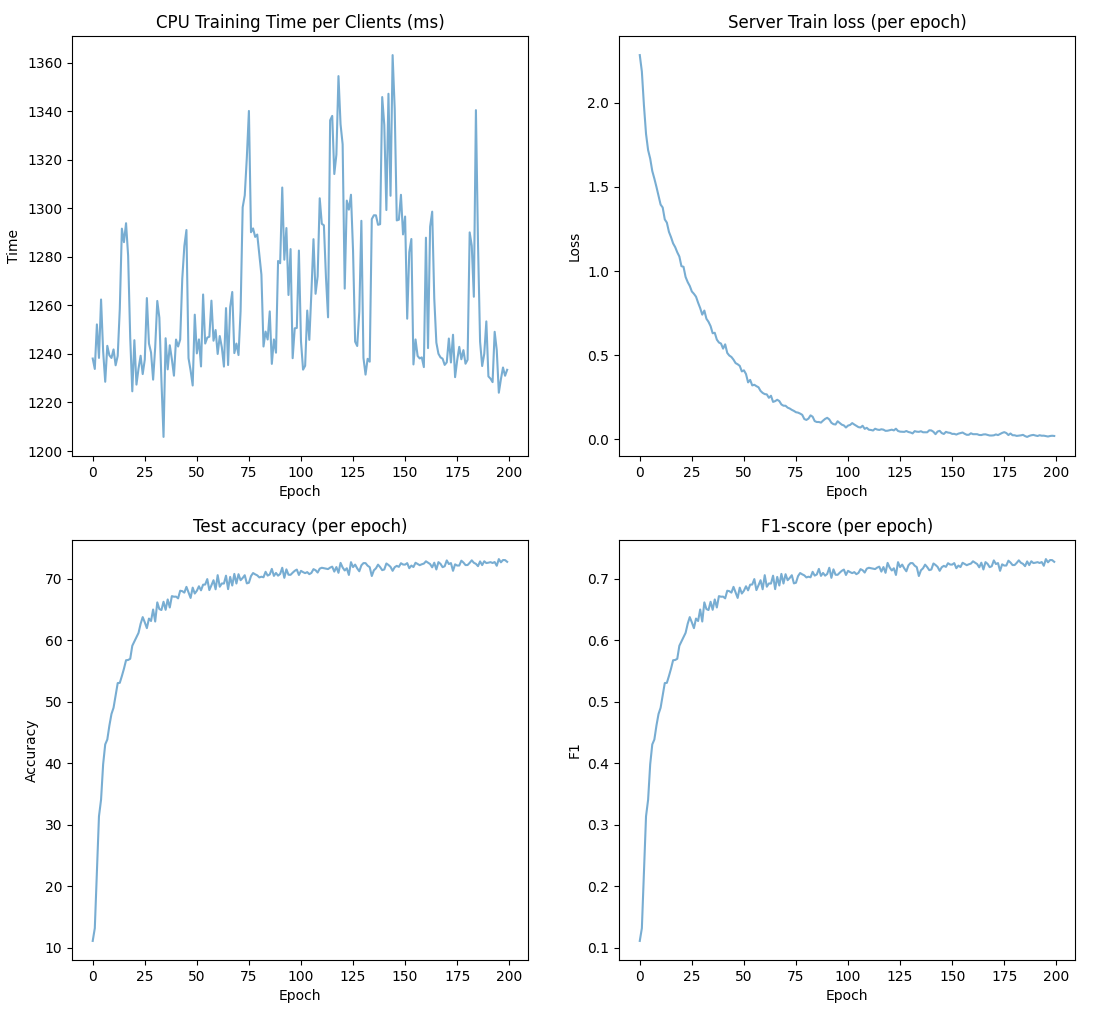 CPU Training Time per Clients (ms)
1360
1340
1320
1300
1280
1260
1240
1220
1200
Time
0 25 50 75 100 125 150 175 200
Epoch
Server Train loss (per epoch)
2.0
1.5
1.0
0.5
0.0
Loss
0 25 50 75 100 125 150 175 200
Epoch
Test accuracy (per epoch)
70
60
50
40
30
20
10
Accuracy
0 25 50 75 100 125 150 175 200
Epoch
F1-score (per epoch)
0.7
0.6
0.5
0.4
0.3
0.2
0.1
F1
0 25 50 75 100 125 150 175 200
Epoch